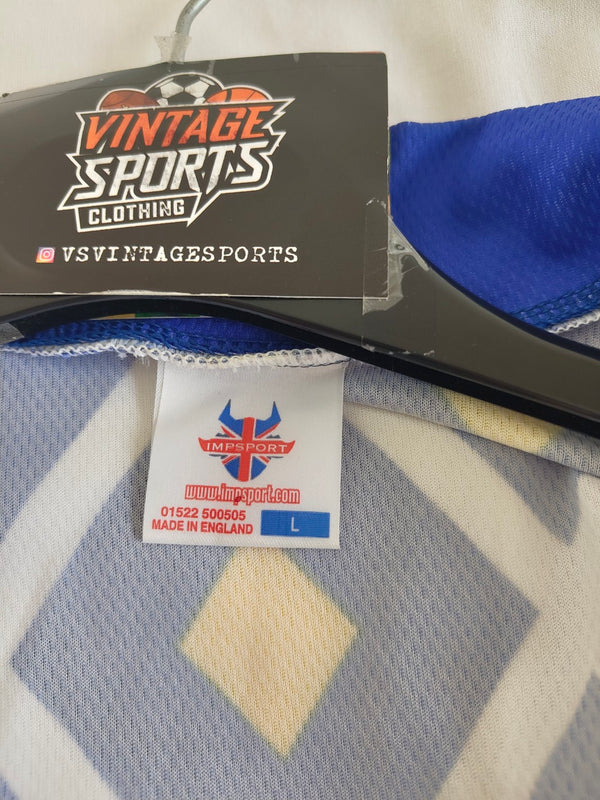 VINTAGE
SPORTS
CLOTHING
VSVINTAGESPORTS
IMPSPORT
www.impsport.com
01522 500505
MADE IN ENGLAND
L